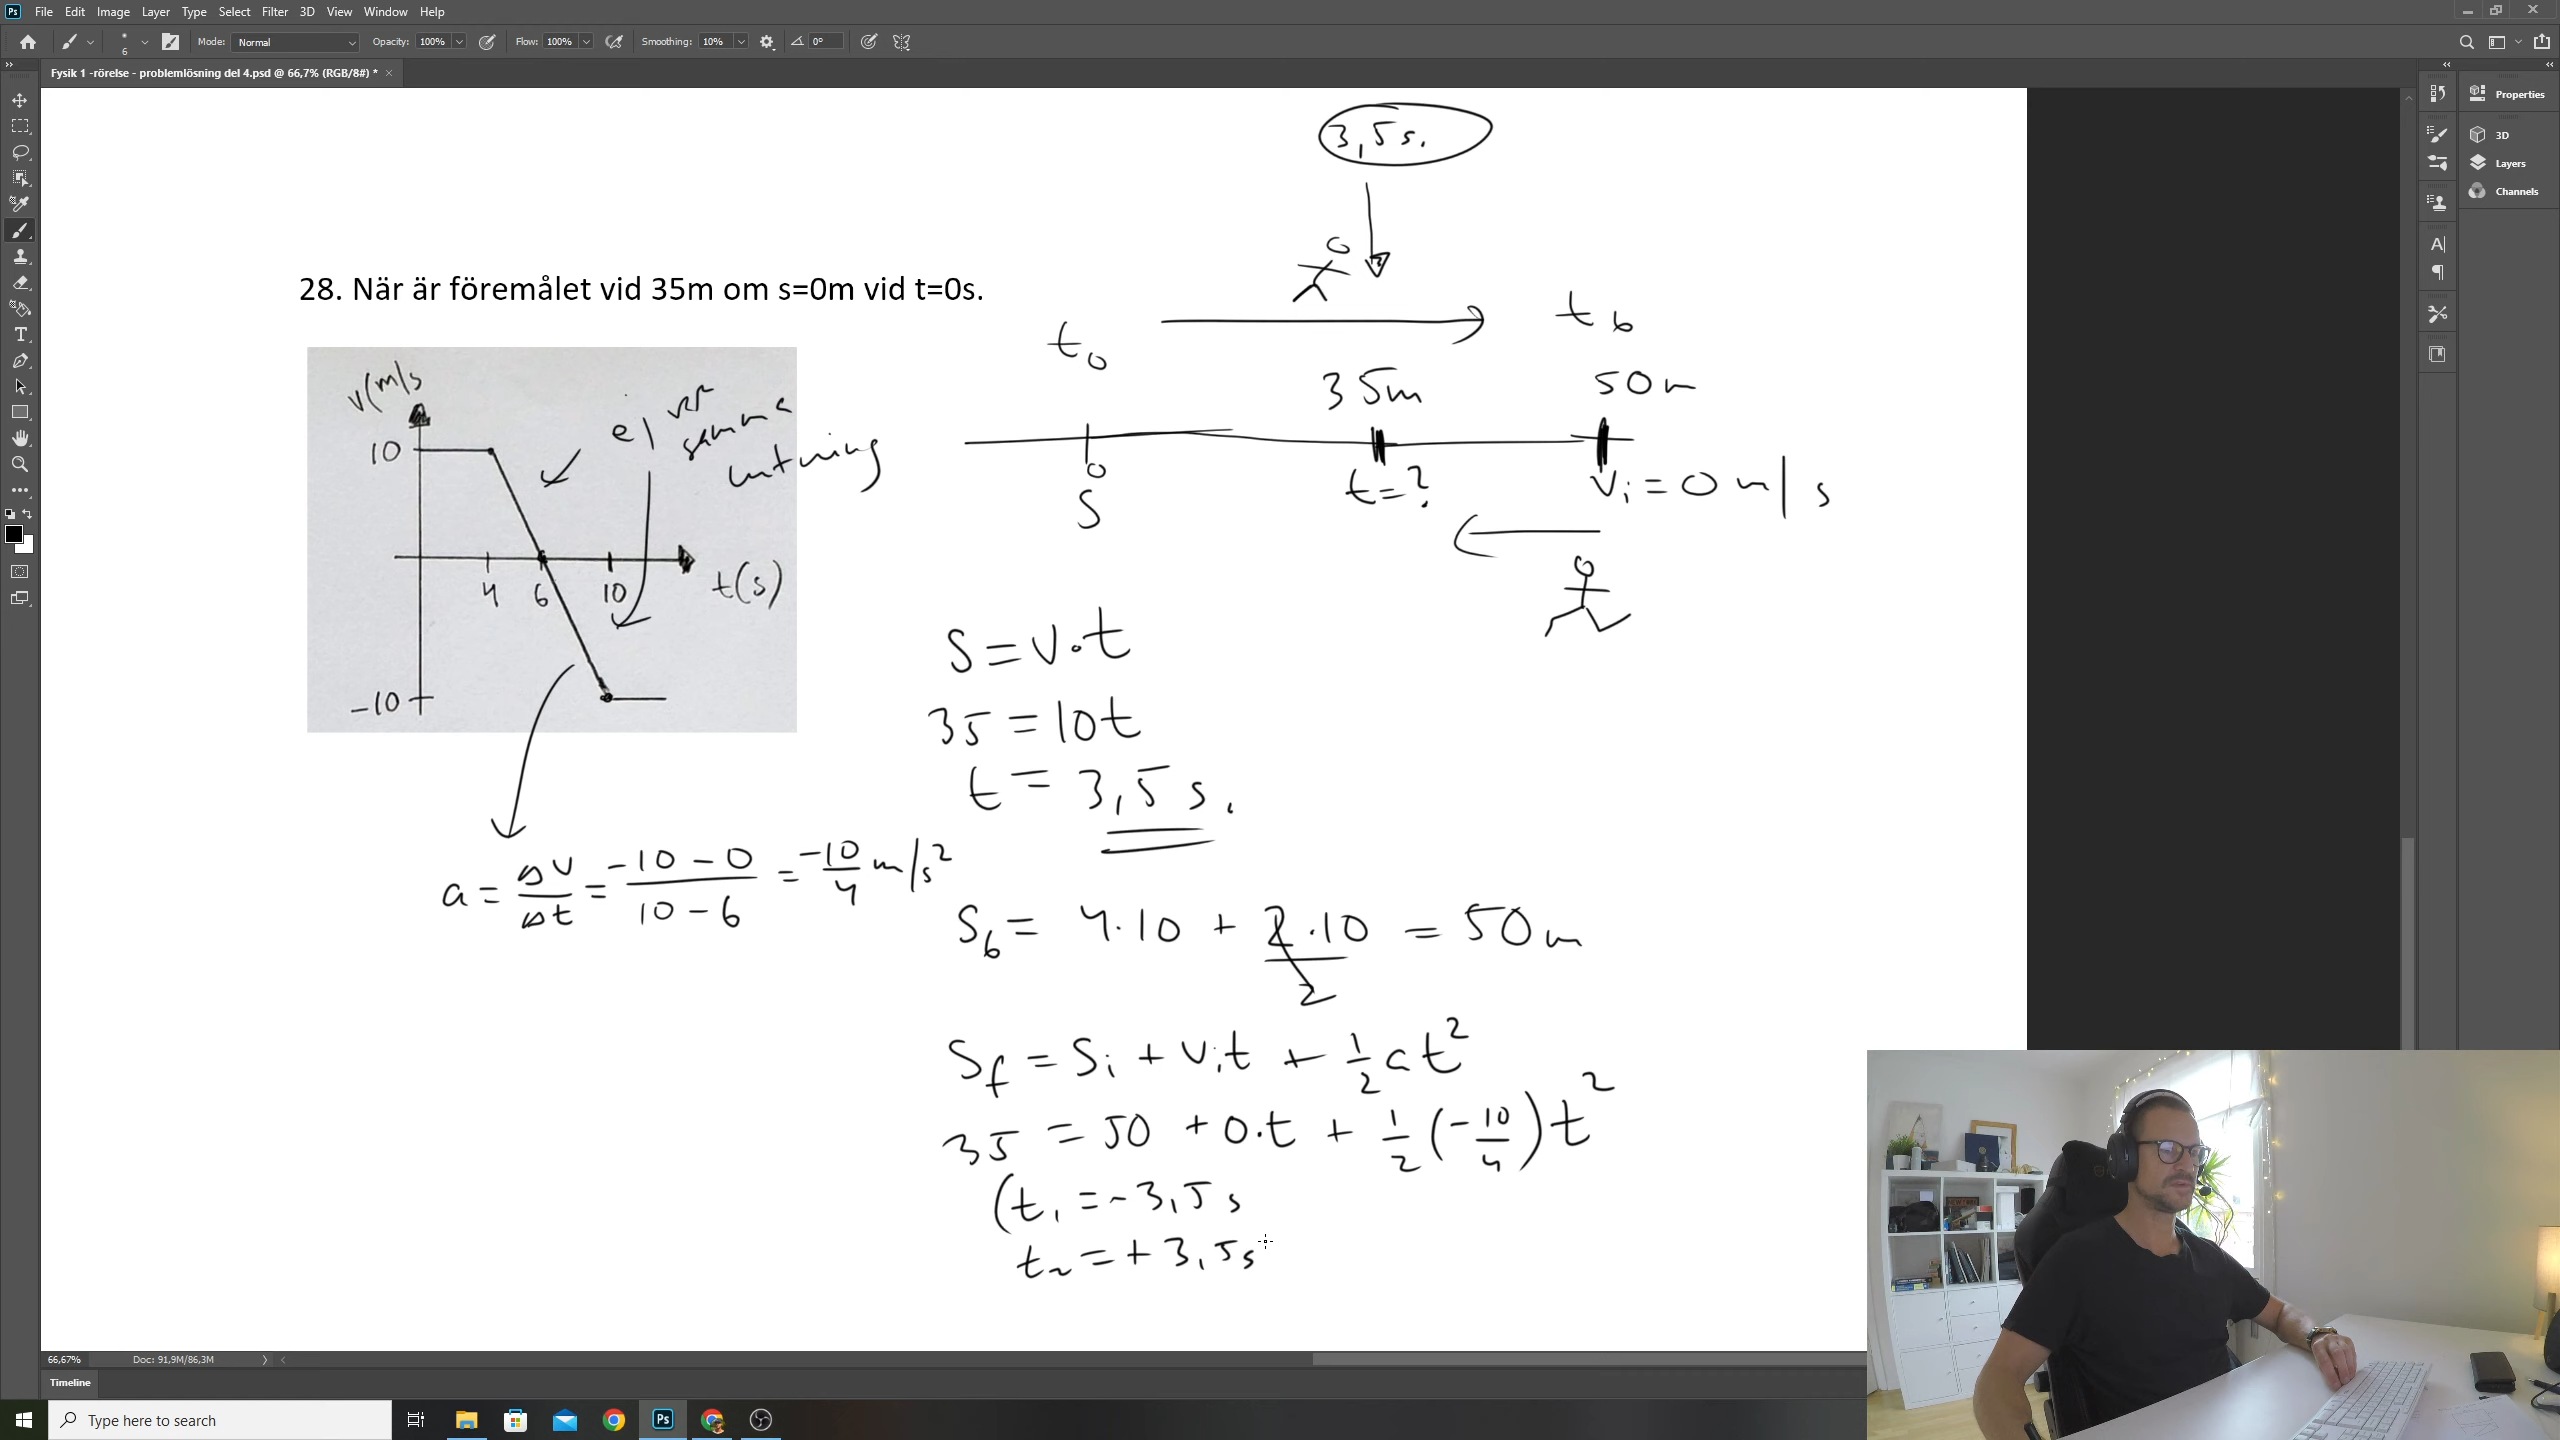 File Edit Image Layer Type Select Filter 3D View Window Help
6 Mode: Normal Opacity: 100% Flow: 100% Smoothing: 10% 0°
Fysik 1 -rörelse - problemlösning del 4.psd @ 66,7% (RGB/8#) * ×
Properties
3D
Layers
Channels
3,5 s.
28. När är föremålet vid 35m om s=0m vid t=0s.
t₀
t₆
35m
50m
0
S
t=?
vᵢ = 0 m/s
v(m/s
10
-10
4 6 10
t(s)
ej
samma
lutning
a = Δv/Δt = (-10-0)/(10-6) = -10/4 m/s²
S = v·t
35 = 10t
t = 3,5 s.
S₆ = 4·10 + 2·10/2 = 50m
Sf = Sᵢ + vᵢt + 1/2 at²
35 = 50 + 0·t + 1/2 (-10/4) t²
(t₁ = -3,5 s
t₂ = + 3,5s
66,67% Doc: 91,9M/86,3M
Timeline
Type here to search